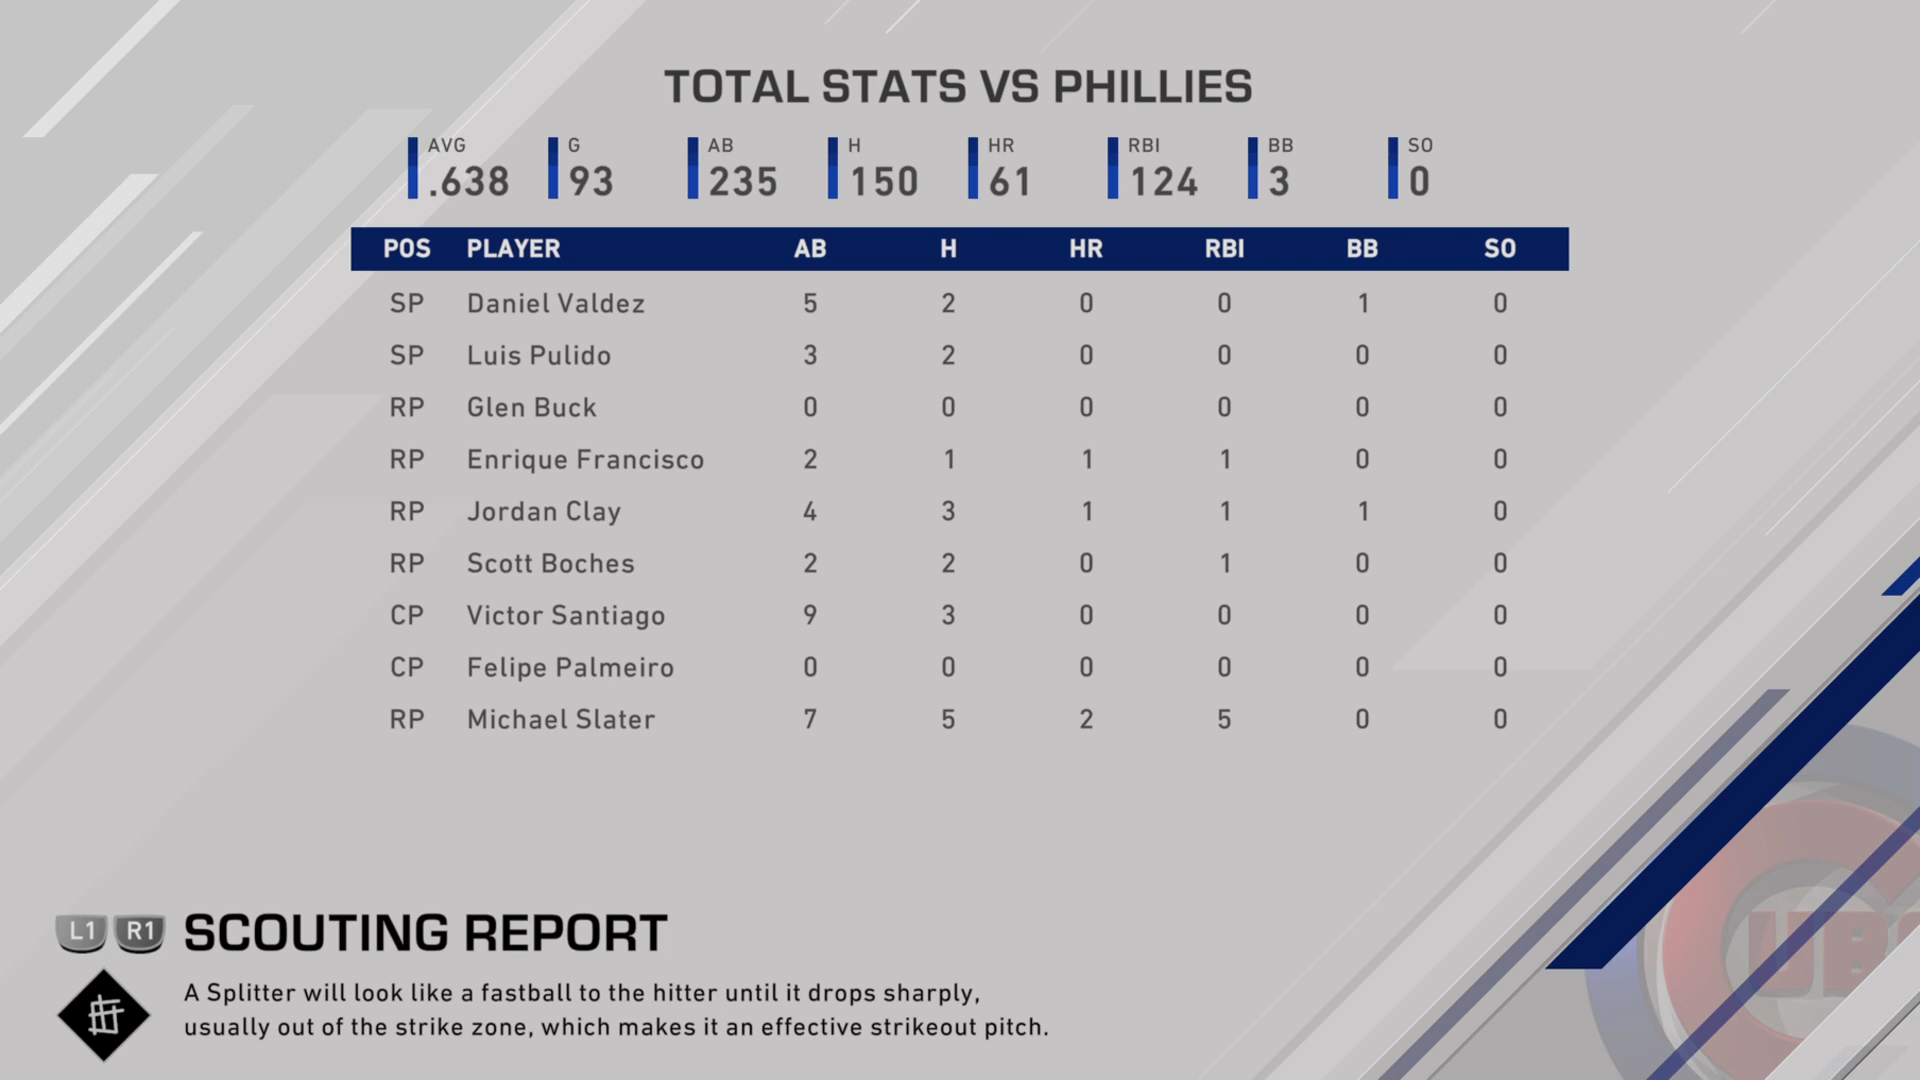 TOTAL STATS VS PHILLIES
AVG G AB H HR RBI BB SO
.638 93 235 150 61 124 3 0
POS PLAYER AB H HR RBI BB SO
SP Daniel Valdez 5 2 0 0 1 0
SP Luis Pulido 3 2 0 0 0 0
RP Glen Buck 0 0 0 0 0 0
RP Enrique Francisco 2 1 1 1 0 0
RP Jordan Clay 4 3 1 1 1 0
RP Scott Boches 2 2 0 1 0 0
CP Victor Santiago 9 3 0 0 0 0
CP Felipe Palmeiro 0 0 0 0 0 0
RP Michael Slater 7 5 2 5 0 0
L1 R1 SCOUTING REPORT
A Splitter will look like a fastball to the hitter until it drops sharply,
usually out of the strike zone, which makes it an effective strikeout pitch.